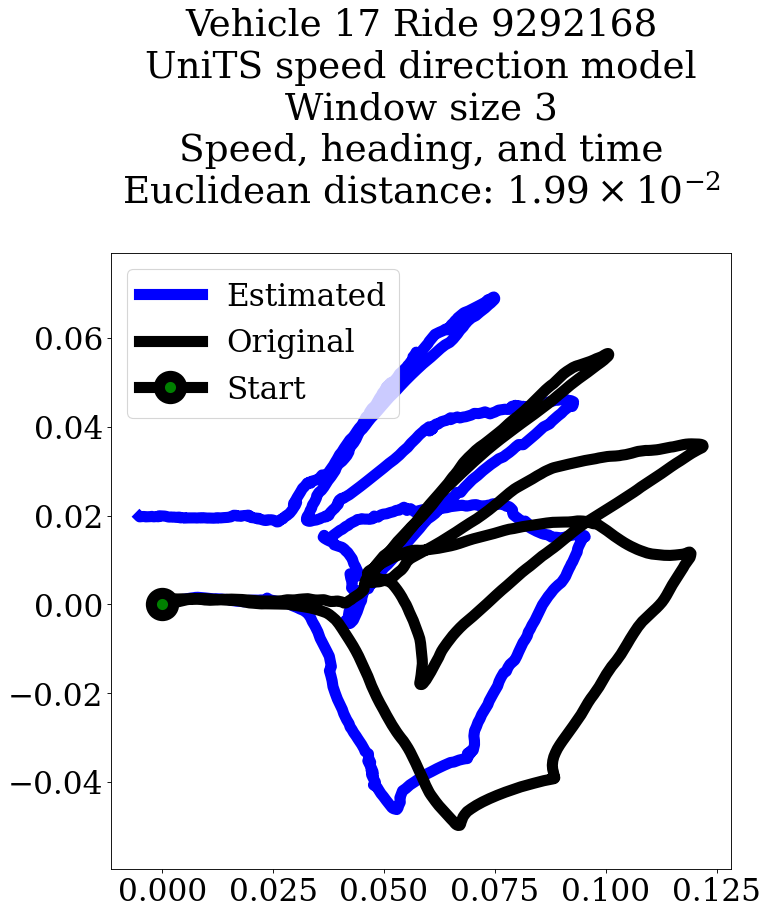 Vehicle 17 Ride 9292168
UniTS speed direction model
Window size 3
Speed, heading, and time
Euclidean distance: 1.99 × 10⁻²
Estimated
Original
Start
0.06
0.04
0.02
0.00
−0.02
−0.04
0.000 0.025 0.050 0.075 0.100 0.125